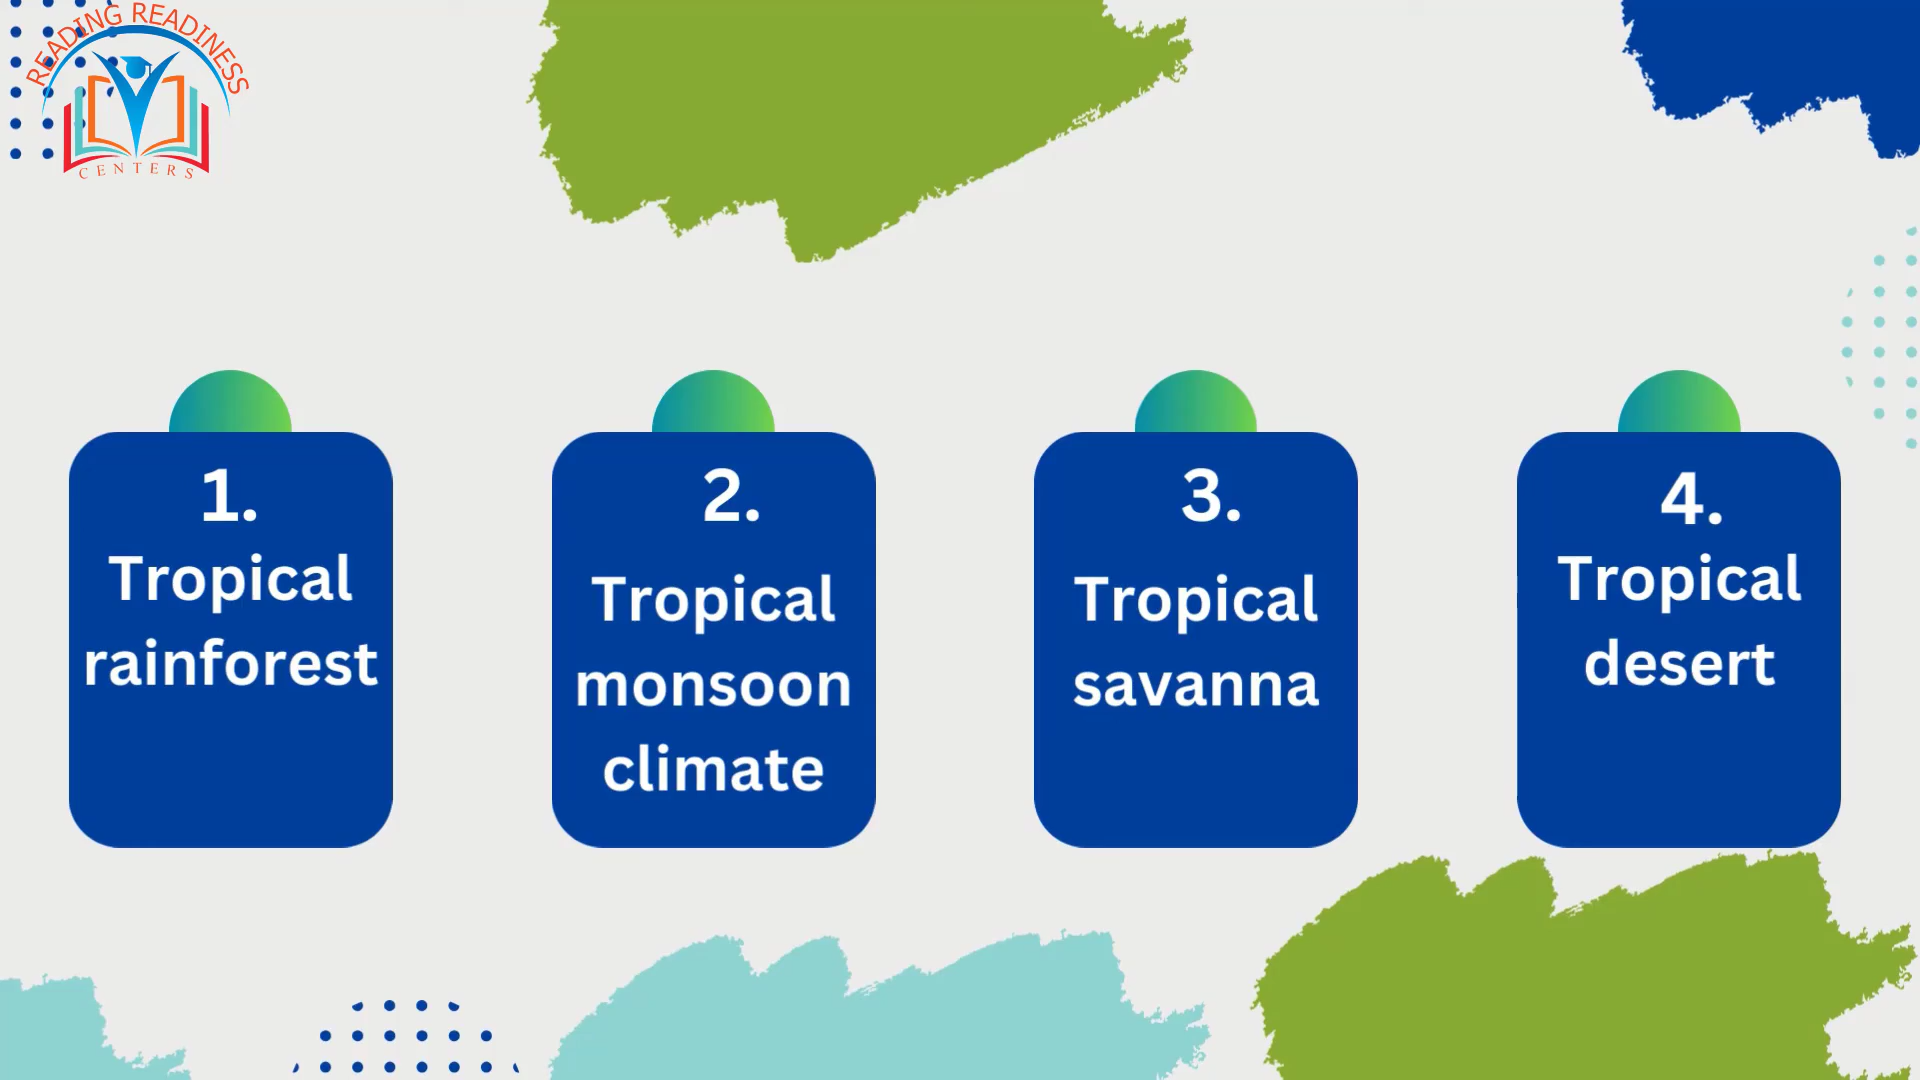 READING READINESS
CENTERS
1.
Tropical
rainforest
2.
Tropical
monsoon
climate
3.
Tropical
savanna
4.
Tropical
desert